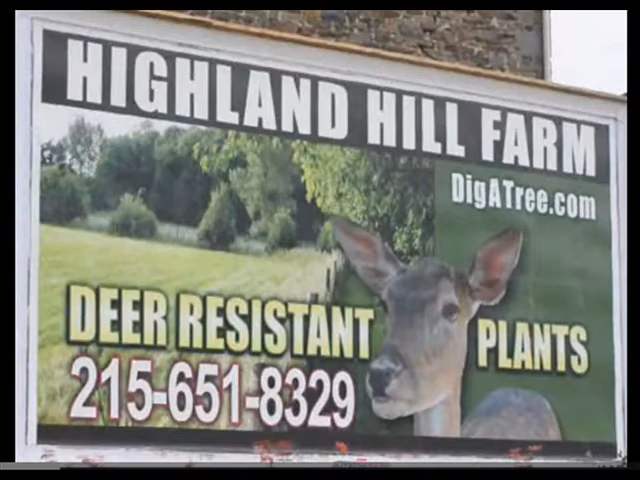 HIGHLAND HILL FARM
DigATree.com
DEER RESISTANT PLANTS
215-651-8329